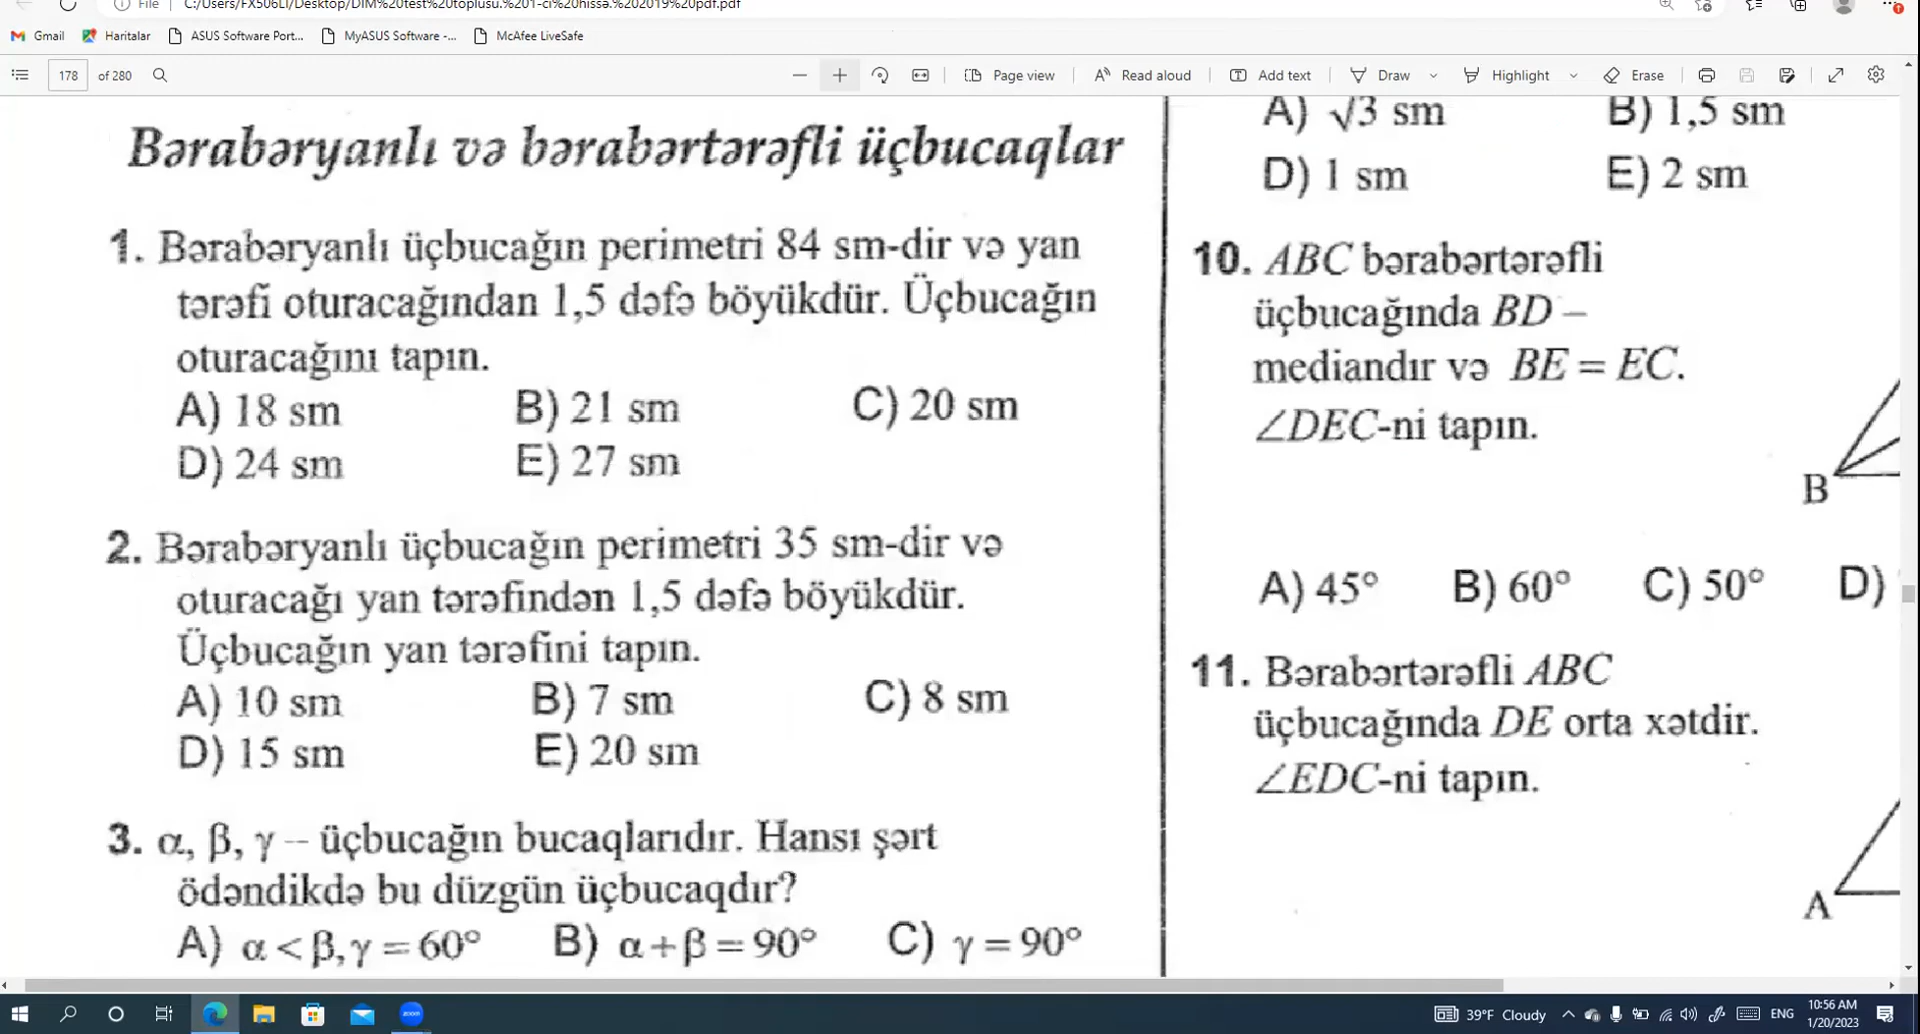 File | C:/Users/FX506LI/Desktop/DIM%20test%20toplusu.%201-ci%20hissə.%202019%20pdf.pdf
Gmail Haritalar ASUS Software Port... MyASUS Software -... McAfee LiveSafe
178 of 280 Page view Read aloud Add text Draw Highlight Erase
Bərabəryanlı və bərabərtərəfli üçbucaqlar
1. Bərabəryanlı üçbucağın perimetri 84 sm-dir və yan
tərəfi oturacağından 1,5 dəfə böyükdür. Üçbucağın
oturacağını tapın.
A) 18 sm B) 21 sm C) 20 sm
D) 24 sm E) 27 sm
2. Bərabəryanlı üçbucağın perimetri 35 sm-dir və
oturacağı yan tərəfindən 1,5 dəfə böyükdür.
Üçbucağın yan tərəfini tapın.
A) 10 sm B) 7 sm C) 8 sm
D) 15 sm E) 20 sm
3. α, β, γ – üçbucağın bucaqlarıdır. Hansı şərt
ödəndikdə bu düzgün üçbucaqdır?
A) α < β, γ = 60° B) α + β = 90° C) γ = 90°
A) √3 sm B) 1,5 sm
D) 1 sm E) 2 sm
10. ABC bərabərtərəfli
üçbucağında BD –
mediandır və BE = EC.
∠DEC-ni tapın.
B
A) 45° B) 60° C) 50° D)
11. Bərabərtərəfli ABC
üçbucağında DE orta xətdir.
∠EDC-ni tapın.
A
zoom
39°F Cloudy ENG 10:56 AM
1/20/2023